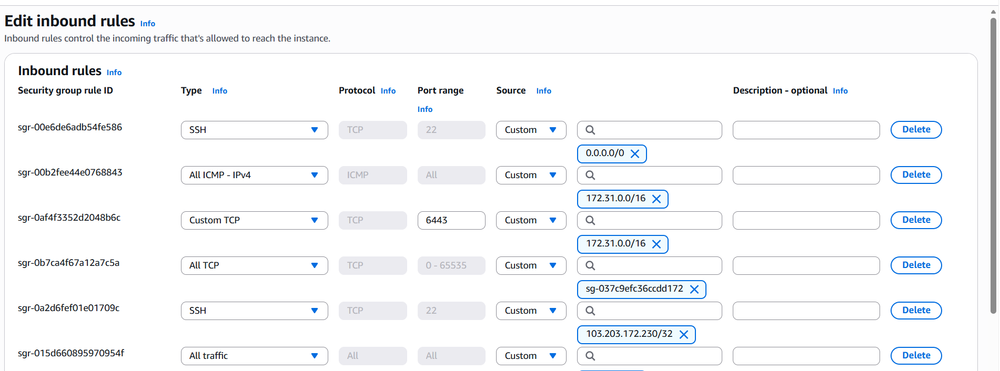 Edit inbound rules Info
Inbound rules control the incoming traffic that's allowed to reach the instance.
Inbound rules Info
Security group rule ID Type Info Protocol Info Port range Info Source Info Description - optional Info
sgr-00e6de6adb54fe586 SSH TCP 22 Custom Delete
0.0.0.0/0
sgr-00b2fee44e0768843 All ICMP - IPv4 ICMP All Custom Delete
172.31.0.0/16
sgr-0af4f3352d2048b6c Custom TCP TCP 6443 Custom Delete
172.31.0.0/16
sgr-0b7ca4f67a12a7c5a All TCP TCP 0 - 65535 Custom Delete
sg-037c9efc36ccdd172
sgr-0a2d6fef01e01709c SSH TCP 22 Custom Delete
103.203.172.230/32
sgr-015d660895970954f All traffic All All Custom Delete